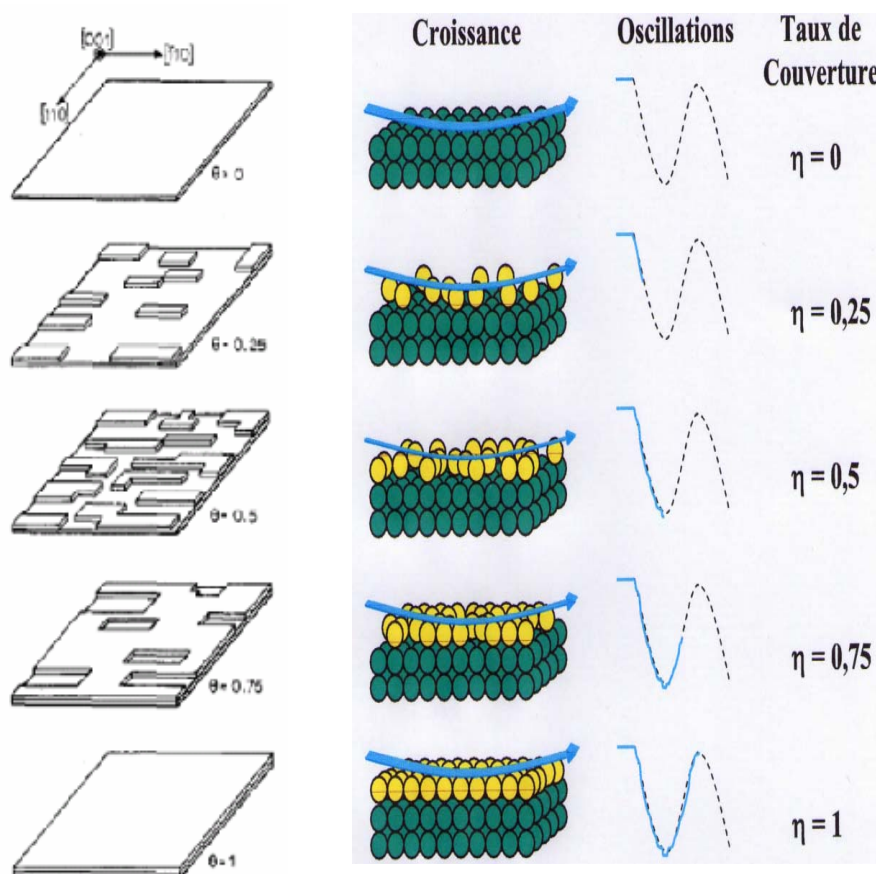 [001]
[110]
[110]
θ = 0
θ = 0.25
θ = 0.5
θ = 0.75
θ = 1
Croissance Oscillations Taux de
Couverture
η = 0
η = 0,25
η = 0,5
η = 0,75
η = 1